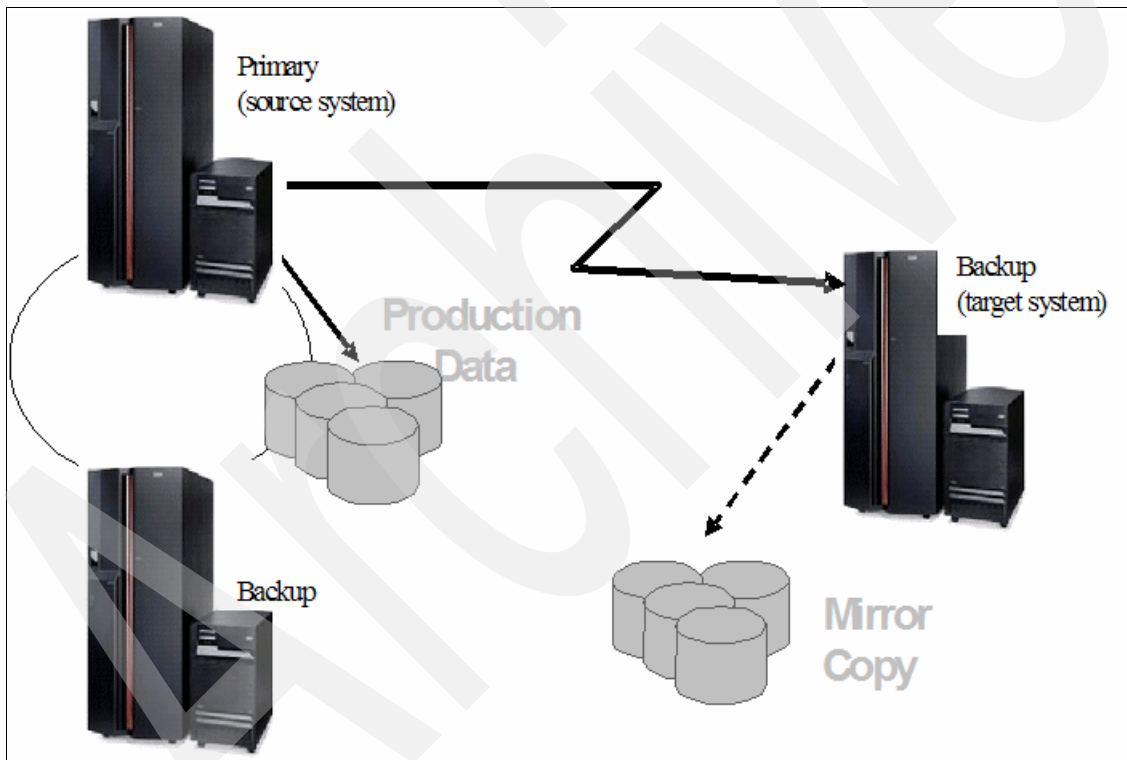 Primary
(source system)
Production
Data
Backup
(target system)
Backup
Mirror
Copy
Archive